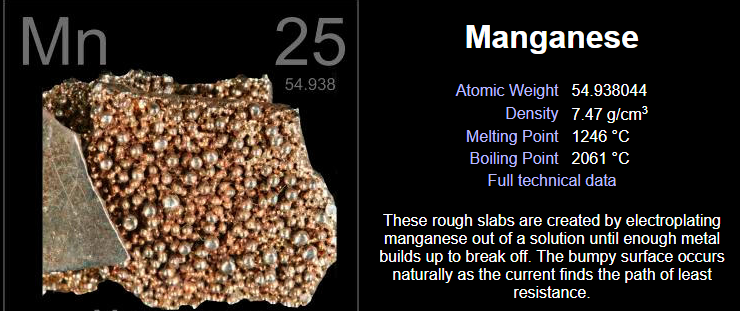 Mn 25
54.938
Manganese
Atomic Weight 54.938044
Density 7.47 g/cm³
Melting Point 1246 °C
Boiling Point 2061 °C
Full technical data
These rough slabs are created by electroplating
manganese out of a solution until enough metal
builds up to break off. The bumpy surface occurs
naturally as the current finds the path of least
resistance.